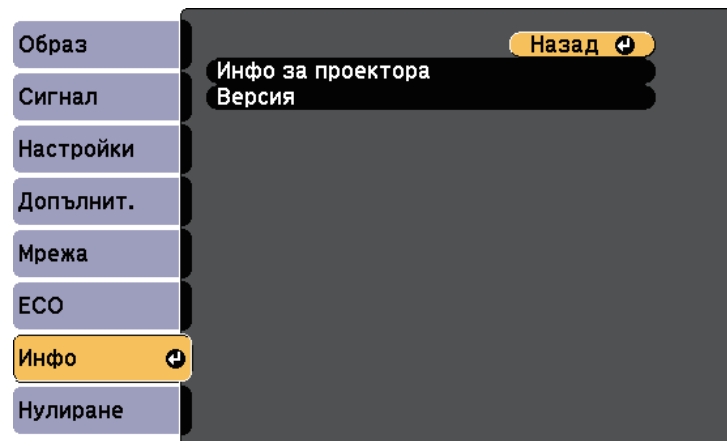 Образ
Сигнал
Настройки
Допълнит.
Мрежа
ECO
Инфо
Нулиране
Назад
Инфо за проектора
Версия